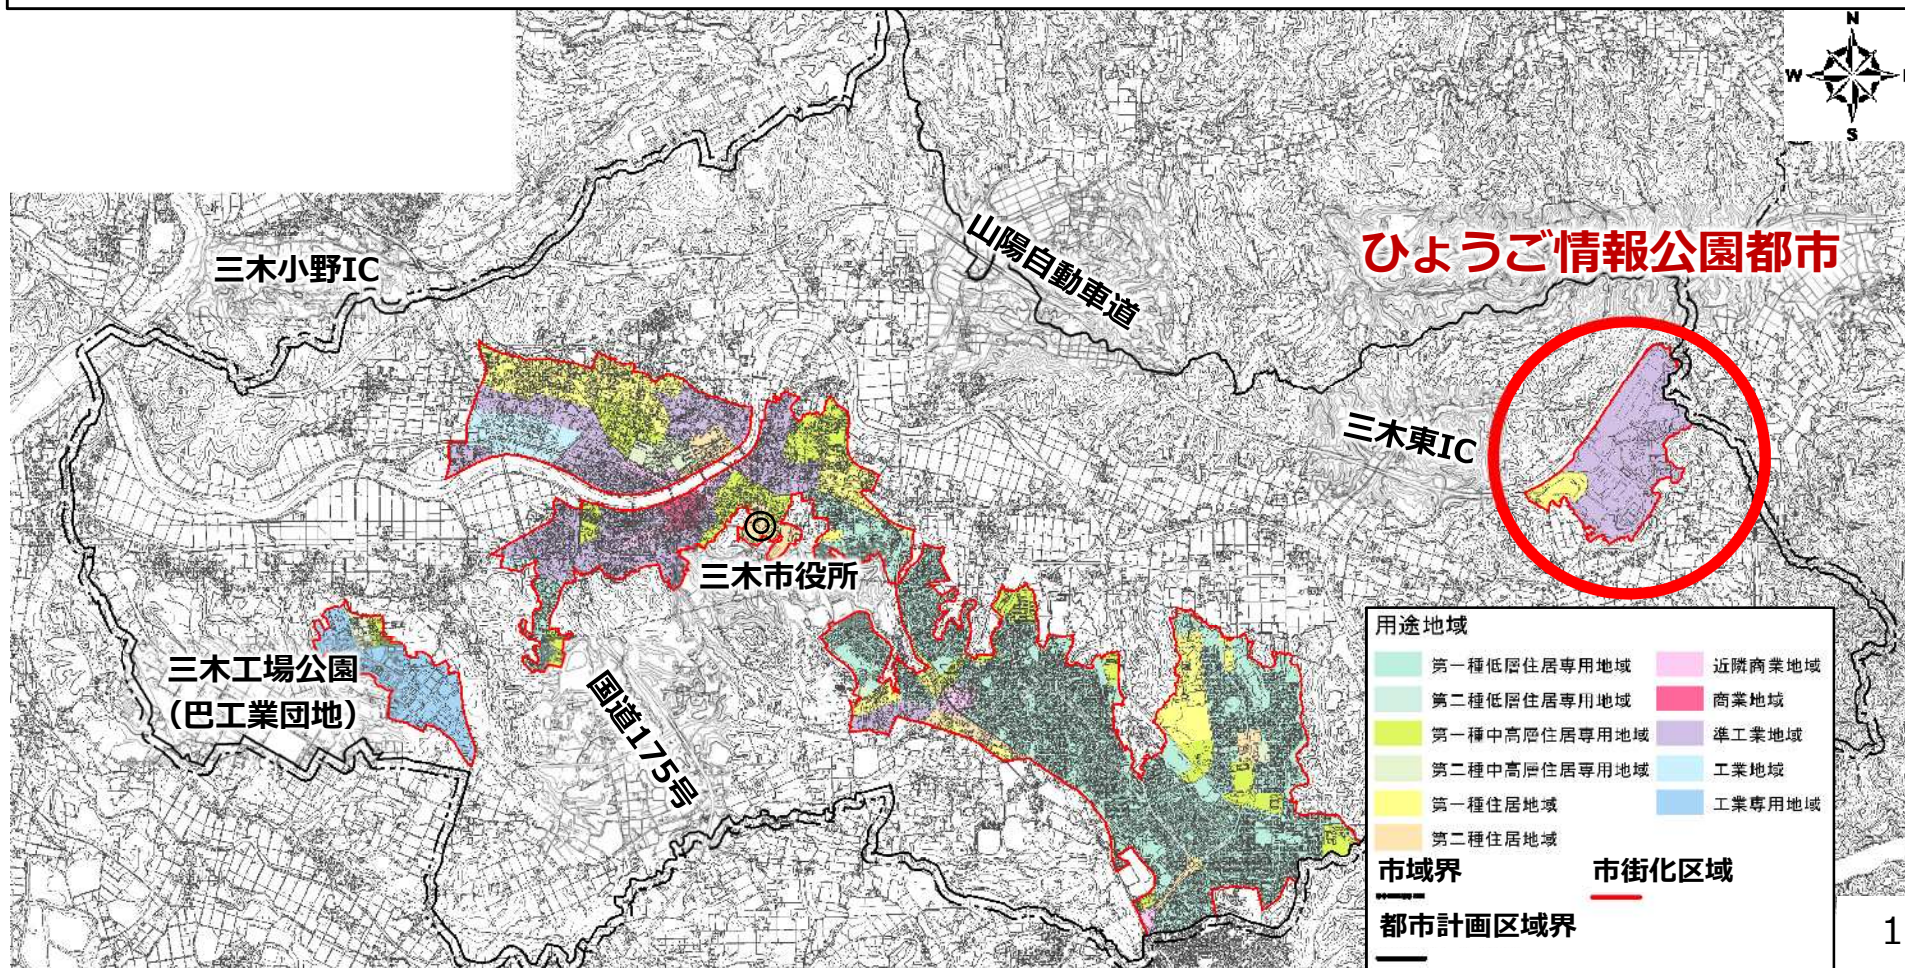 N
W
S
ひょうご情報公園都市
山陽自動車道
三木小野IC
三木東IC
三木市役所
三木工場公園
（巴工業団地）
国道175号
用途地域
第一種低層住居専用地域
第二種低層住居専用地域
第一種中高層住居専用地域
第二種中高層住居専用地域
第一種住居地域
第二種住居地域
近隣商業地域
商業地域
準工業地域
工業地域
工業専用地域
市域界
市街化区域
都市計画区域界
1